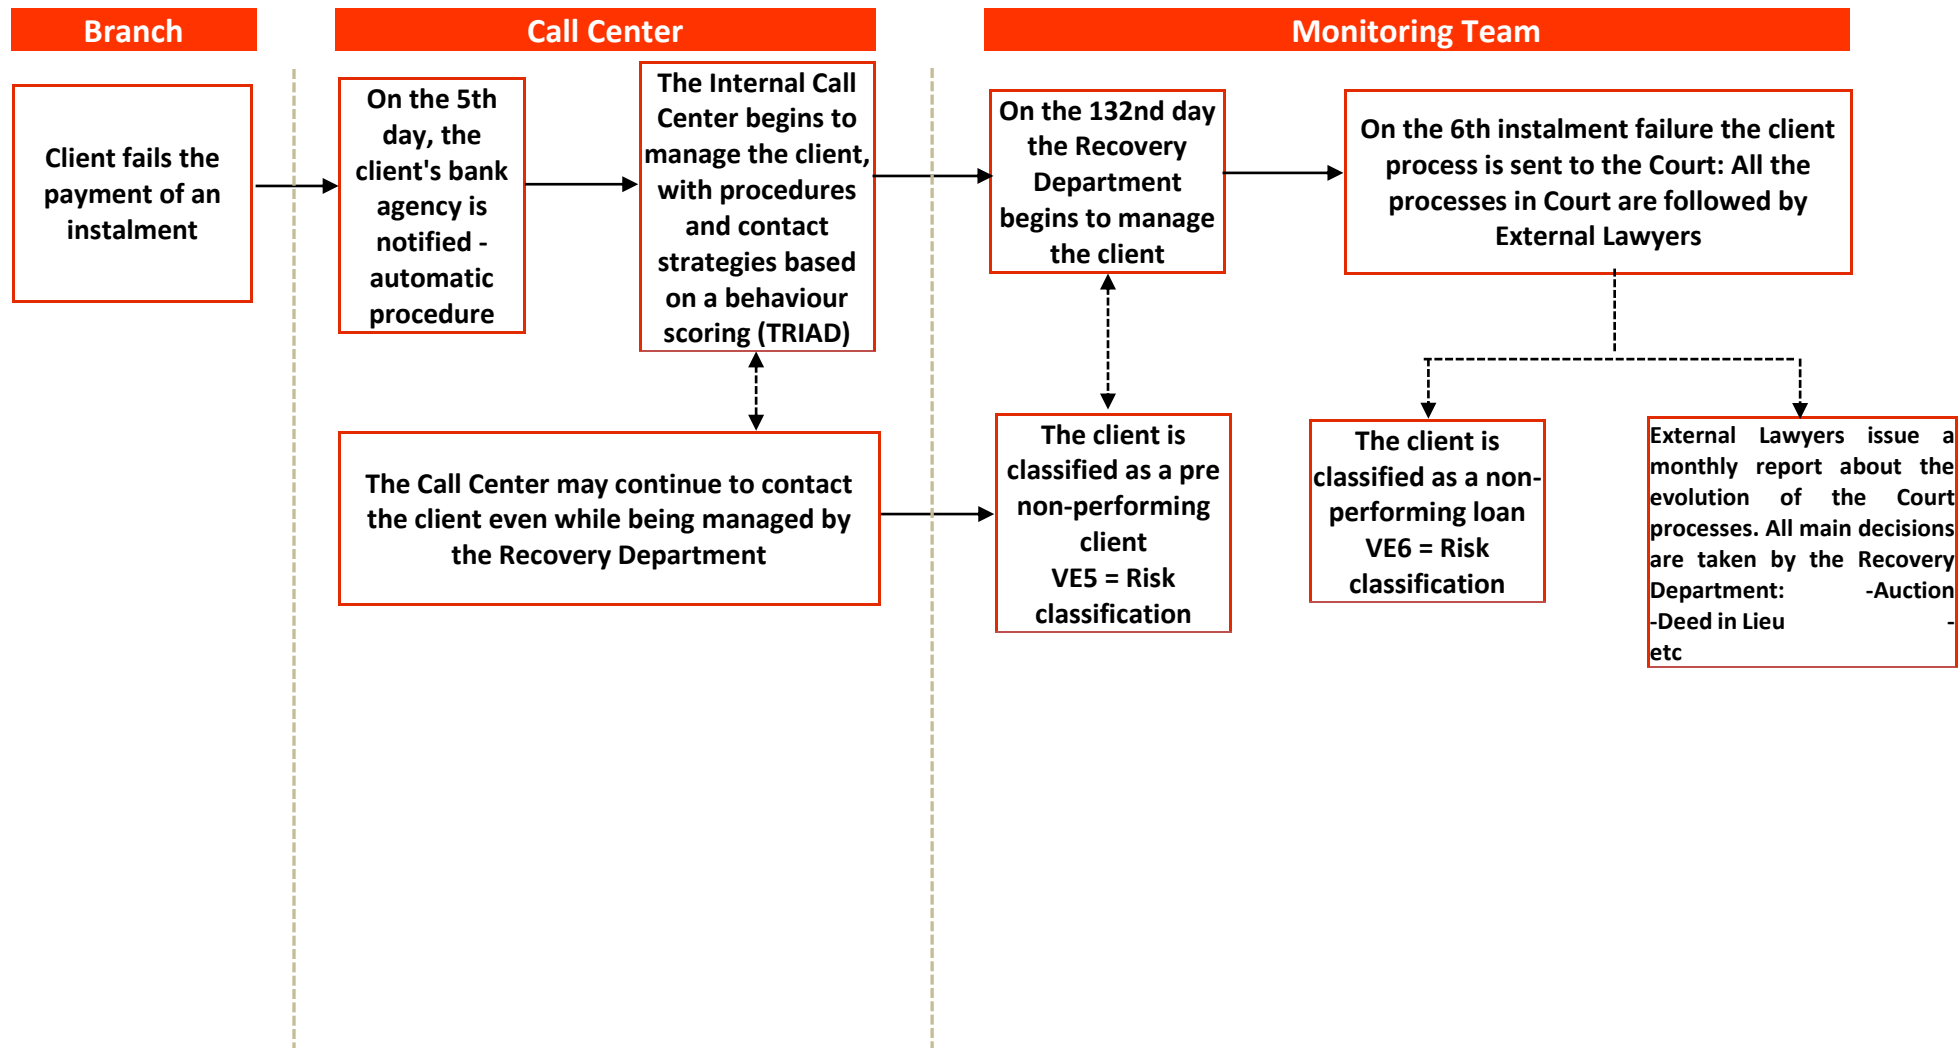 Branch
Call Center
Monitoring Team
Client fails the
payment of an
instalment
On the 5th
day, the
client's bank
agency is
notified -
automatic
procedure
The Internal Call
Center begins to
manage the client,
with procedures
and contact
strategies based
on a behaviour
scoring (TRIAD)
On the 132nd day
the Recovery
Department
begins to manage
the client
On the 6th instalment failure the client
process is sent to the Court: All the
processes in Court are followed by
External Lawyers
The Call Center may continue to contact
the client even while being managed by
the Recovery Department
The client is
classified as a pre
non-performing
client
VE5 = Risk
classification
The client is
classified as a non-
performing loan
VE6 = Risk
classification
External Lawyers issue a
monthly report about the
evolution of the Court
processes. All main decisions
are taken by the Recovery
Department: -Auction
-Deed in Lieu -
etc